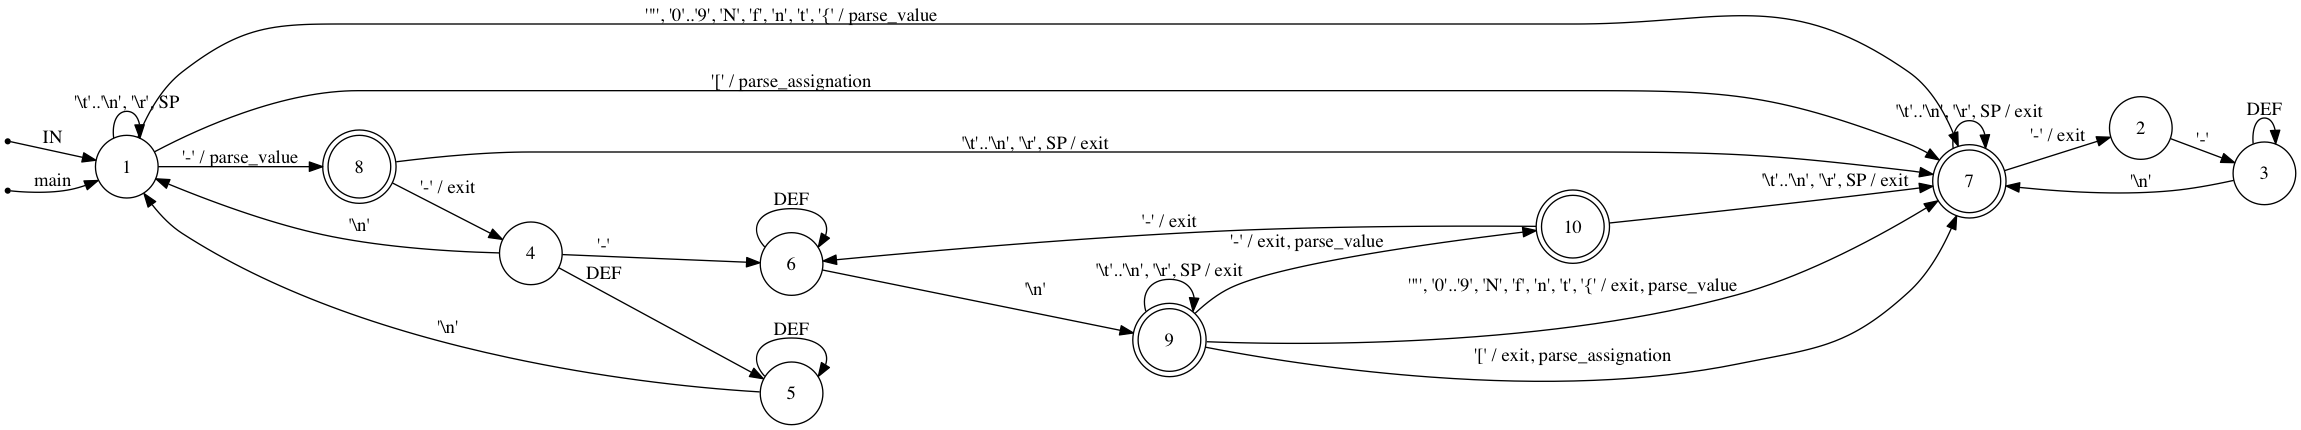 '"', '0'..'9', 'N', 'f', 'n', 't', '{' / parse_value
'[' / parse_assignation
'\t'..'\n', '\r', SP
'\t'..'\n', '\r', SP / exit
DEF
IN
'-' / exit
2
'-'
'\t'..'\n', '\r', SP / exit
1
'-' / parse_value
8
7
3
main
'-' / exit
'\t'..'\n', '\r', SP / exit
'\n'
DEF
'\n'
'-' / exit
10
4
'-'
'-' / exit, parse_value
6
DEF
'\t'..'\n', '\r', SP / exit
'\n'
'"', '0'..'9', 'N', 'f', 'n', 't', '{' / exit, parse_value
'\n'
DEF
9
'[' / exit, parse_assignation
5